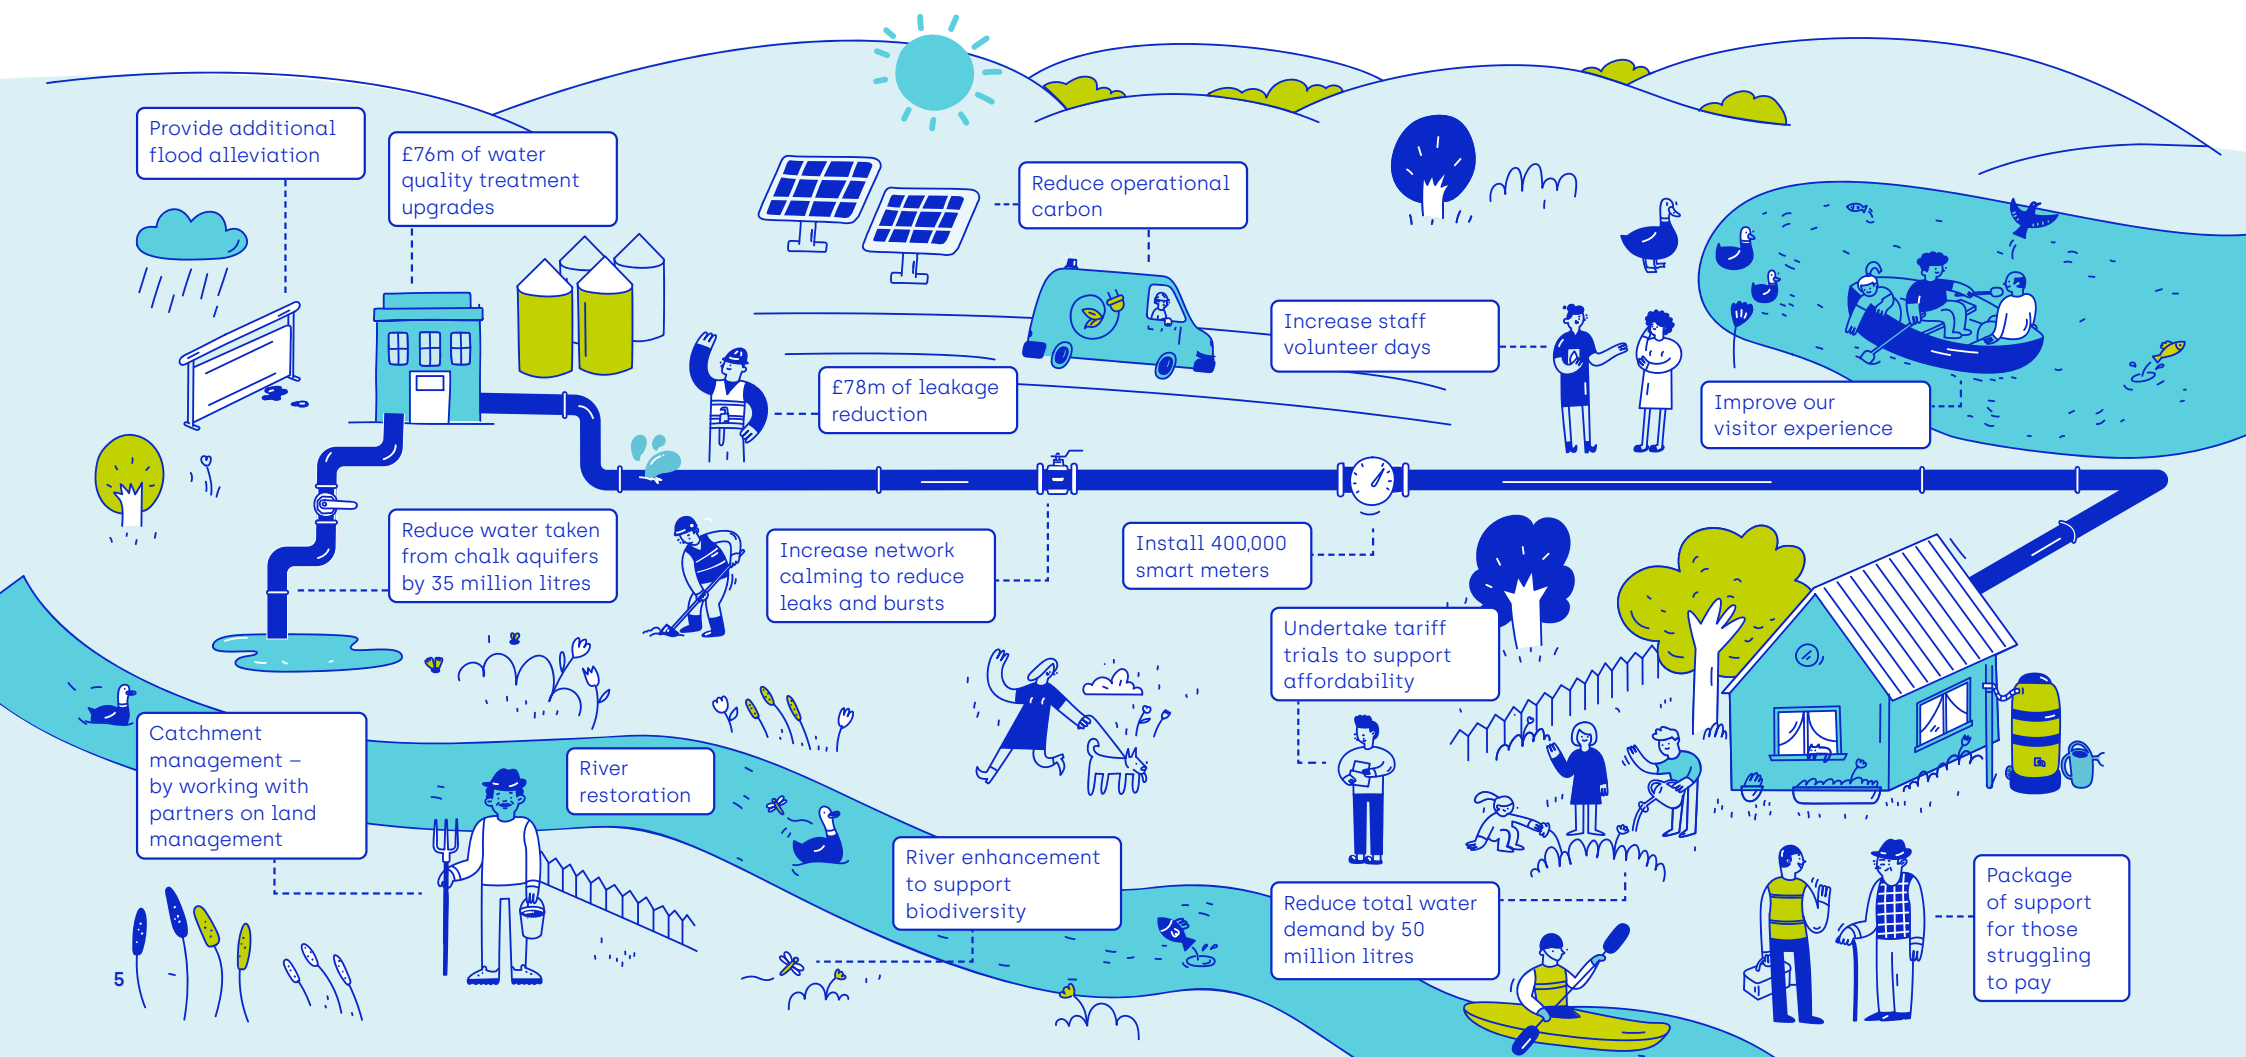 Provide additional
flood alleviation
£76m of water
quality treatment
upgrades
Reduce operational
carbon
Increase staff
volunteer days
£78m of leakage
reduction
Improve our
visitor experience
Reduce water taken
from chalk aquifers
by 35 million litres
Increase network
calming to reduce
leaks and bursts
Install 400,000
smart meters
Undertake tariff
trials to support
affordability
Catchment
management –
by working with
partners on land
management
River
restoration
River enhancement
to support
biodiversity
Reduce total water
demand by 50
million litres
Package
of support
for those
struggling
to pay
5